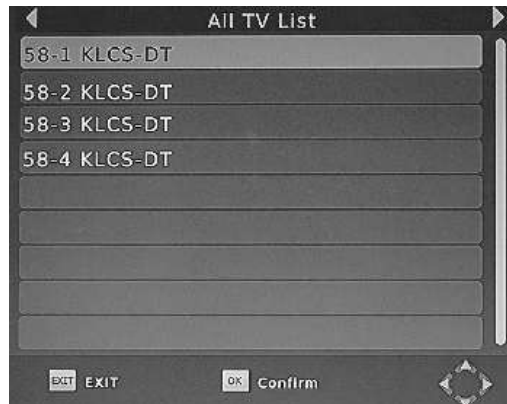 All TV List
58-1 KLCS-DT
58-2 KLCS-DT
58-3 KLCS-DT
58-4 KLCS-DT
EXIT EXIT
OK Confirm